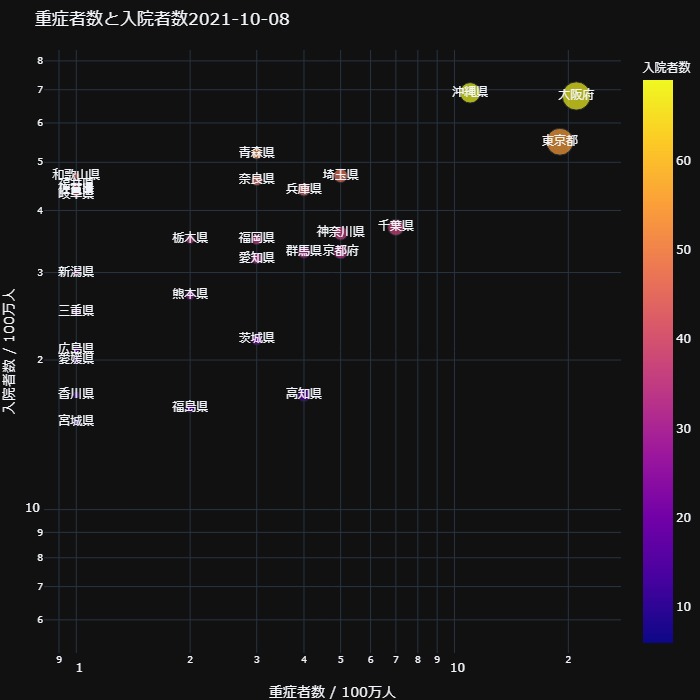 重症者数と入院者数2021-10-08
入院者数
8
7
6
5
4
3
2
10
9
8
7
6
入院者数 / 100万人
沖縄県
大阪府
東京都
青森県
和歌山県
奈良県
埼玉県
兵庫県
岐阜県
栃木県
福岡県
神奈川県
千葉県
愛知県
群馬県
京都府
新潟県
熊本県
三重県
茨城県
広島県
愛媛県
香川県
高知県
福島県
宮城県
60
50
40
30
20
10
9
1
2
3
4
5
6
7
8
9
10
2
重症者数 / 100万人